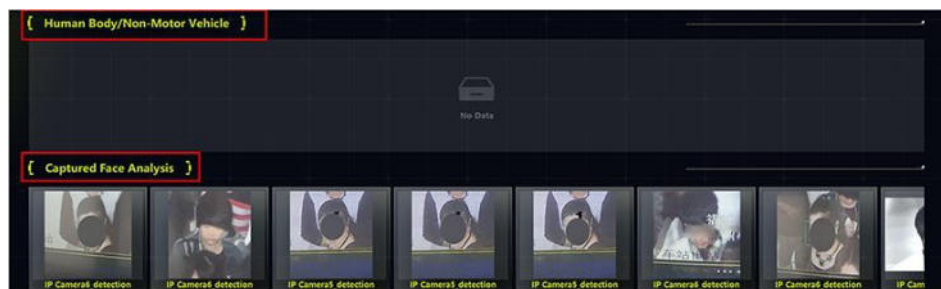 { Human Body/Non-Motor Vehicle }
No Data
{ Captured Face Analysis }
IP Camera6 detection
IP Camera6 detection
IP Camera5 detection
IP Camera5 detection
IP Camera5 detection
IP Camera6 detection
IP Camera6 detection
IP Cam